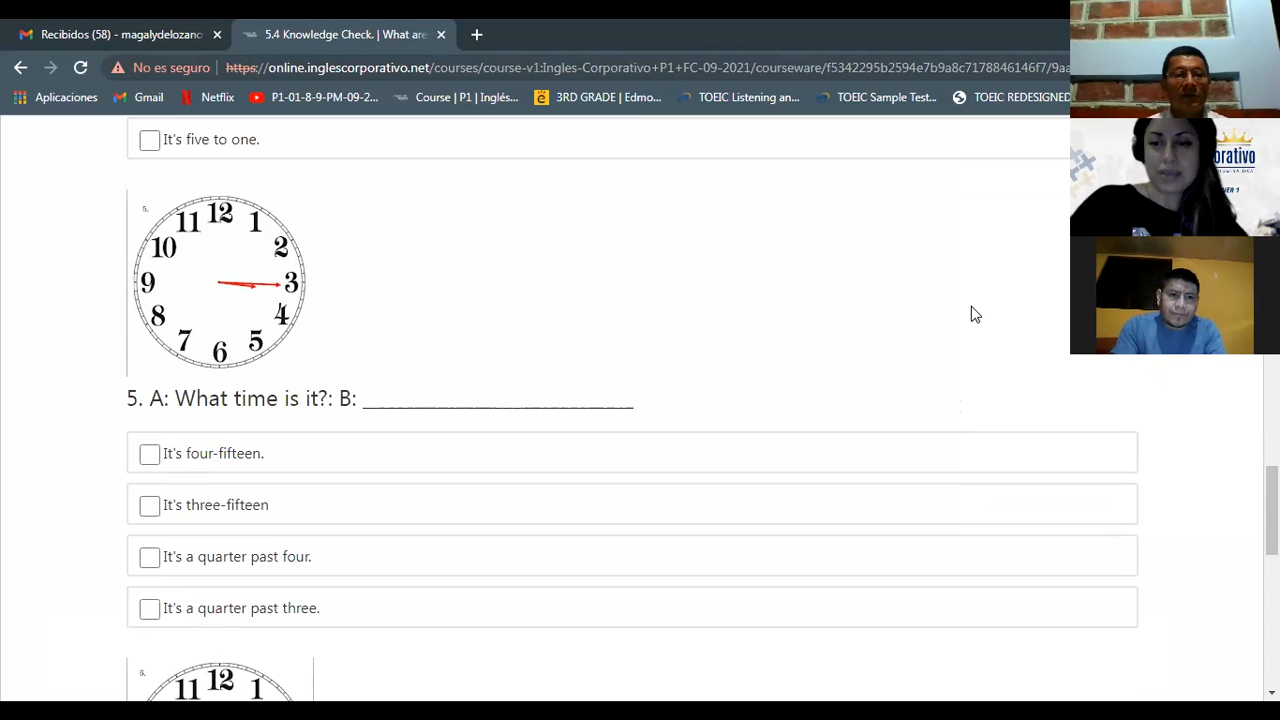 Recibidos (58) - magalydelozano
5.4 Knowledge Check. | What are
No es seguro
https://online.inglescorporativo.net/courses/course-v1:Ingles-Corporativo+P1+FC-09-2021/courseware/f5342295b2594e7b9a8c7178846146f7/9aa
Aplicaciones
Gmail
Netflix
P1-01-8-9-PM-09-2...
Course | P1 | Inglés...
3RD GRADE | Edmo...
TOEIC Listening an...
TOEIC Sample Test...
TOEIC REDESIGNED
orativo
It's five to one.
5.
12
11 1
10 2
9 3
8 4
7 5
6
5. A: What time is it?: B: ____________________________
It's four-fifteen.
It's three-fifteen
It's a quarter past four.
It's a quarter past three.
6.
12
11 1